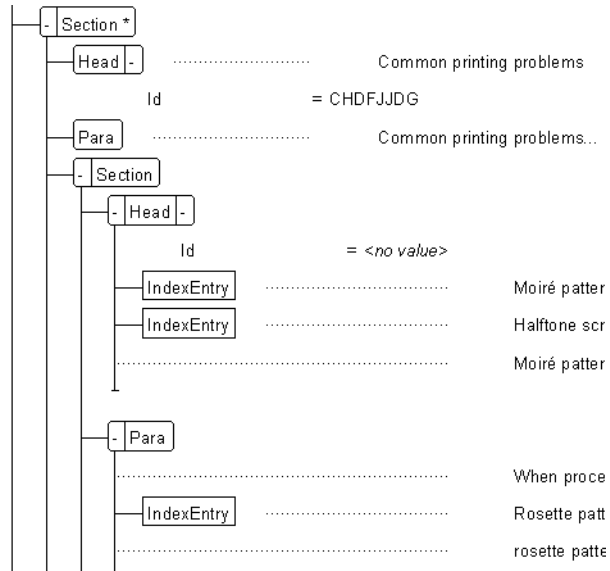 - Section *
Head - Common printing problems
Id = CHDFJJDG
Para Common printing problems...
- Section
- Head -
Id = <no value>
IndexEntry Moiré patter
IndexEntry Halftone scr
Moiré patter
- Para
When proce
IndexEntry Rosette patt
rosette patte